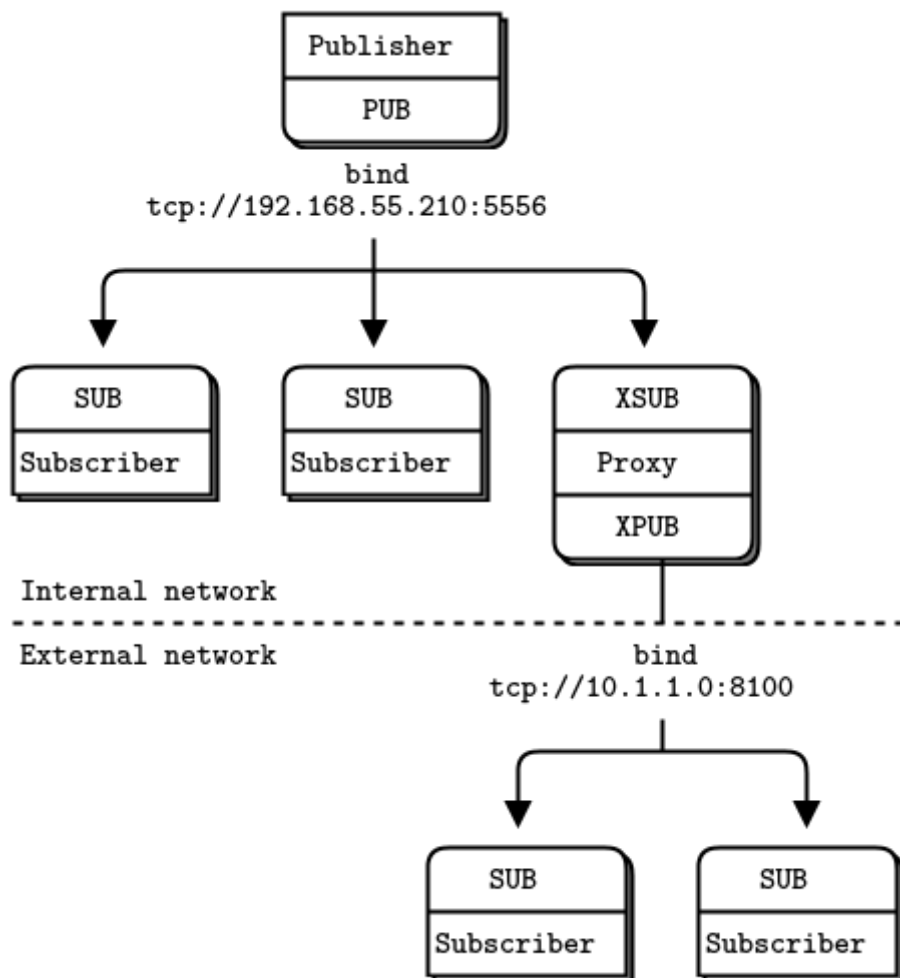 Publisher
PUB
bind
tcp://192.168.55.210:5556
SUB SUB XSUB
Subscriber Subscriber Proxy
XPUB
Internal network
External network bind
tcp://10.1.1.0:8100
SUB SUB
Subscriber Subscriber